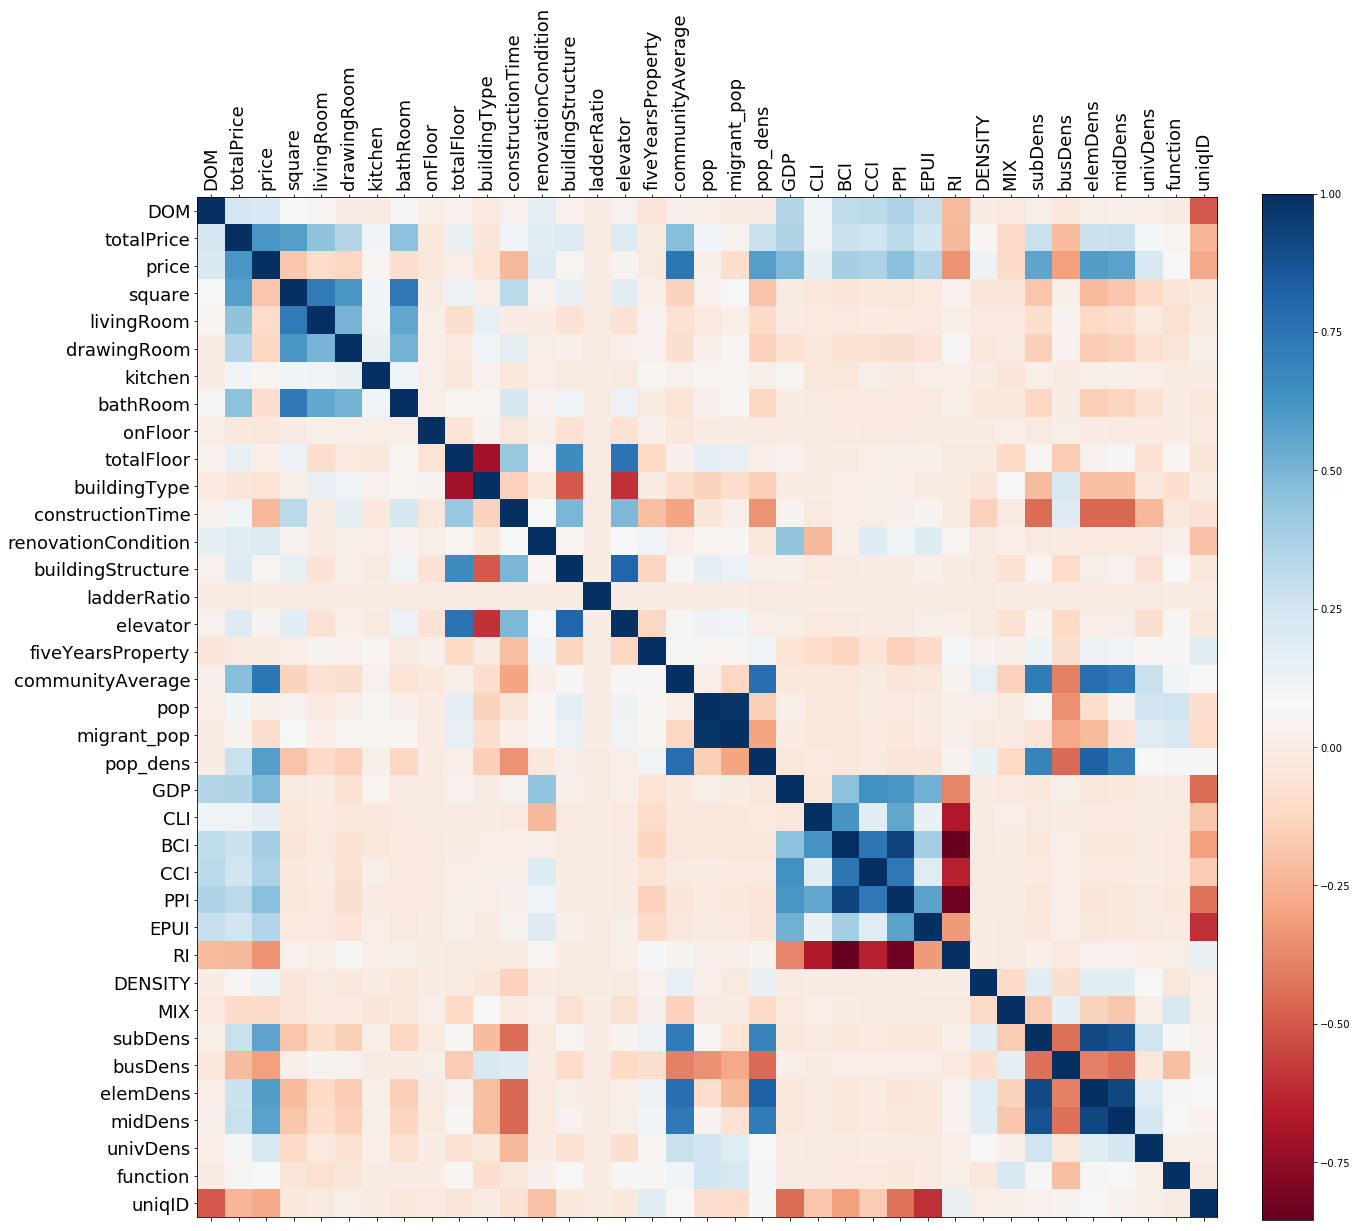 DOM
totalPrice
price
square
livingRoom
drawingRoom
kitchen
bathRoom
onFloor
totalFloor
buildingType
constructionTime
renovationCondition
buildingStructure
ladderRatio
elevator
fiveYearsProperty
communityAverage
pop
migrant_pop
pop_dens
GDP
CLI
BCI
CCI
PPI
EPUI
RI
DENSITY
MIX
subDens
busDens
elemDens
midDens
univDens
function
uniqID
DOM
totalPrice
price
square
livingRoom
drawingRoom
kitchen
bathRoom
onFloor
totalFloor
buildingType
constructionTime
renovationCondition
buildingStructure
ladderRatio
elevator
fiveYearsProperty
communityAverage
pop
migrant_pop
pop_dens
GDP
CLI
BCI
CCI
PPI
EPUI
RI
DENSITY
MIX
subDens
busDens
elemDens
midDens
univDens
function
uniqID
1.00
0.75
0.50
0.25
0.00
−0.25
−0.50
−0.75